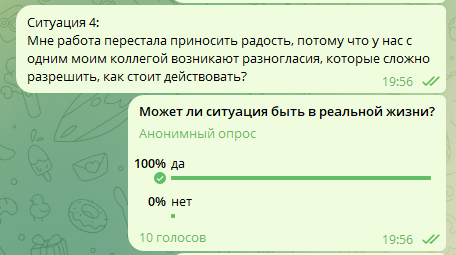 Ситуация 4:
Мне работа перестала приносить радость, потому что у нас с
одним моим коллегой возникают разногласия, которые сложно
разрешить, как стоит действовать?
19:56
Может ли ситуация быть в реальной жизни?
Анонимный опрос
100% да
0% нет
10 голосов
19:56